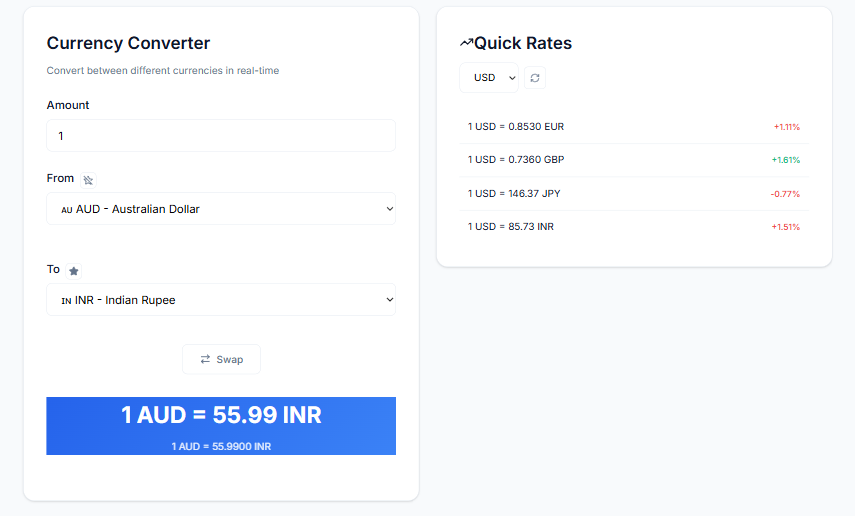 Currency Converter
Convert between different currencies in real-time
Amount
1
From
AU AUD - Australian Dollar
To
IN INR - Indian Rupee
Swap
1 AUD = 55.99 INR
1 AUD = 55.9900 INR
Quick Rates
USD
1 USD = 0.8530 EUR +1.11%
1 USD = 0.7360 GBP +1.61%
1 USD = 146.37 JPY -0.77%
1 USD = 85.73 INR +1.51%